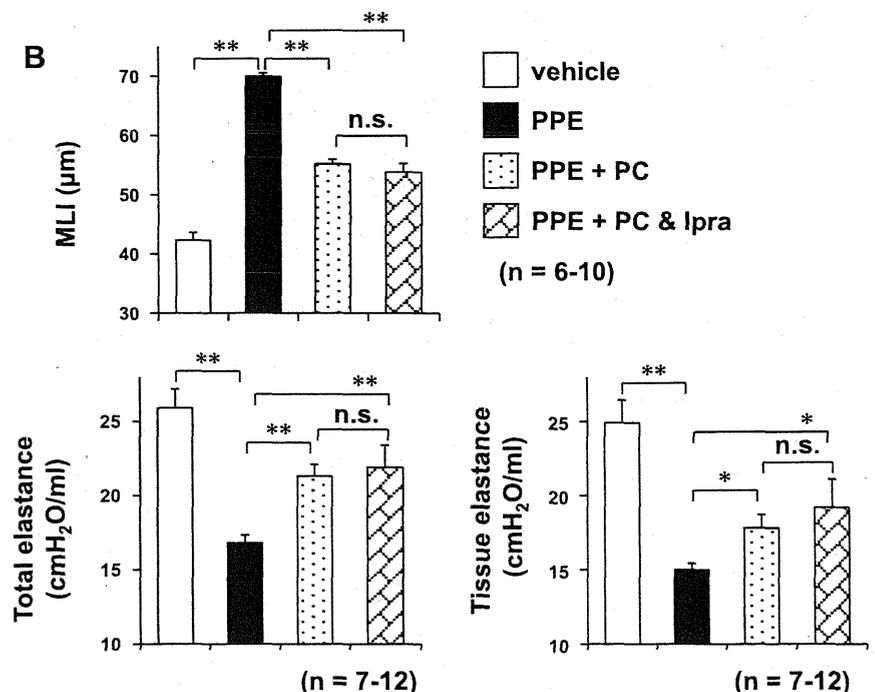 B
**
**
**
n.s.
MLI (μm)
70
60
50
40
30
vehicle
PPE
PPE + PC
PPE + PC & Ipra
(n = 6-10)
**
**
**
n.s.
Total elastance
(cmH₂O/ml)
25
20
15
10
(n = 7-12)
**
*
n.s.
*
Tissue elastance
(cmH₂O/ml)
25
20
15
10
(n = 7-12)